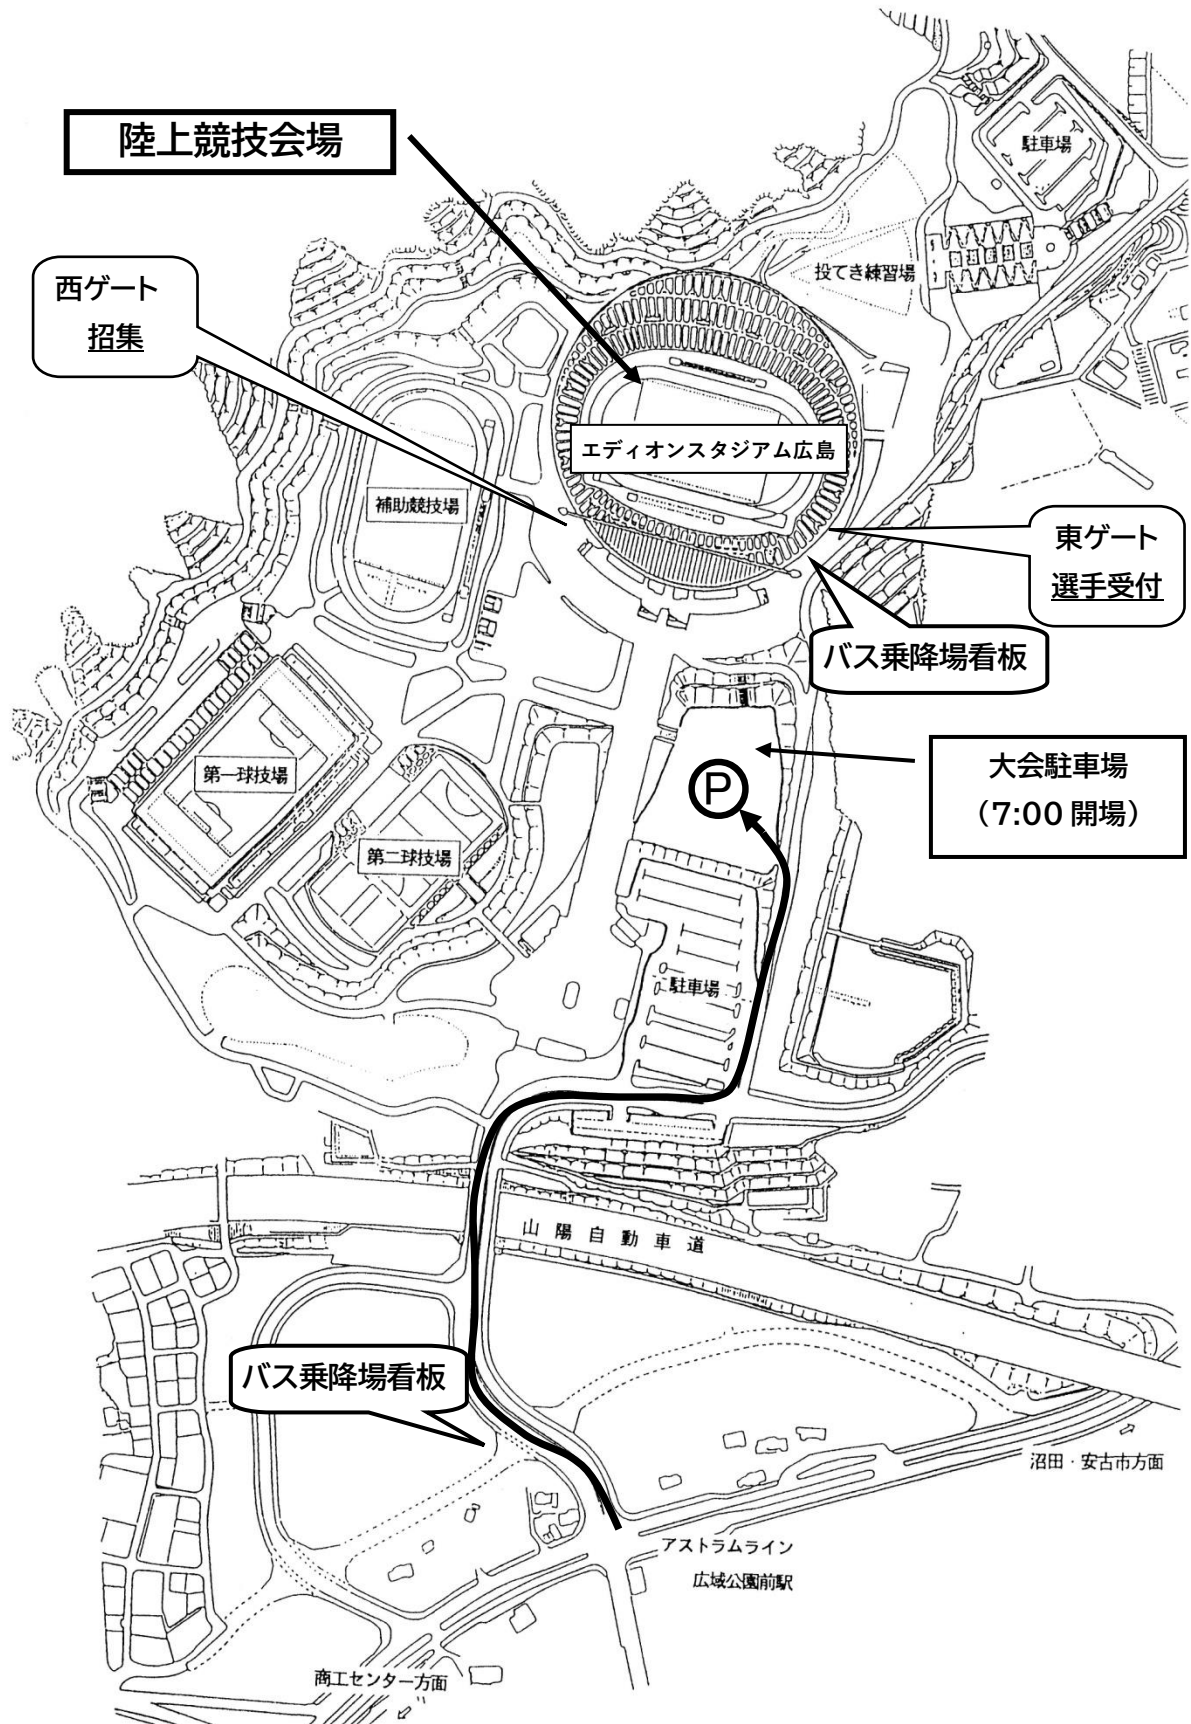 陸上競技会場
駐車場
投てき練習場
西ゲート
招集
エディオンスタジアム広島
補助競技場
東ゲート
選手受付
バス乗降場看板
大会駐車場
（7:00 開場）
P
第一球技場
第二球技場
駐車場
山陽自動車道
バス乗降場看板
沼田・安古市方面
アストラムライン
広域公園前駅
商工センター方面